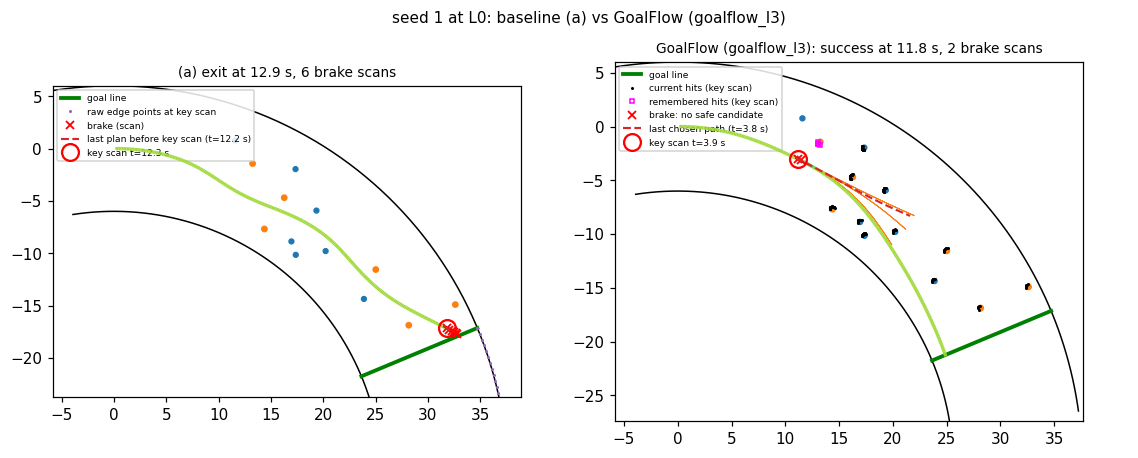 seed 1 at L0: baseline (a) vs GoalFlow (goalflow_l3)
(a) exit at 12.9 s, 6 brake scans
goal line
raw edge points at key scan
brake (scan)
last plan before key scan (t=12.2 s)
key scan t=12.3 s
5
0
−5
−10
−15
−20
−5
0
5
10
15
20
25
30
35
GoalFlow (goalflow_l3): success at 11.8 s, 2 brake scans
goal line
current hits (key scan)
remembered hits (key scan)
brake: no safe candidate
last chosen path (t=3.8 s)
key scan t=3.9 s
5
0
−5
−10
−15
−20
−25
−5
0
5
10
15
20
25
30
35